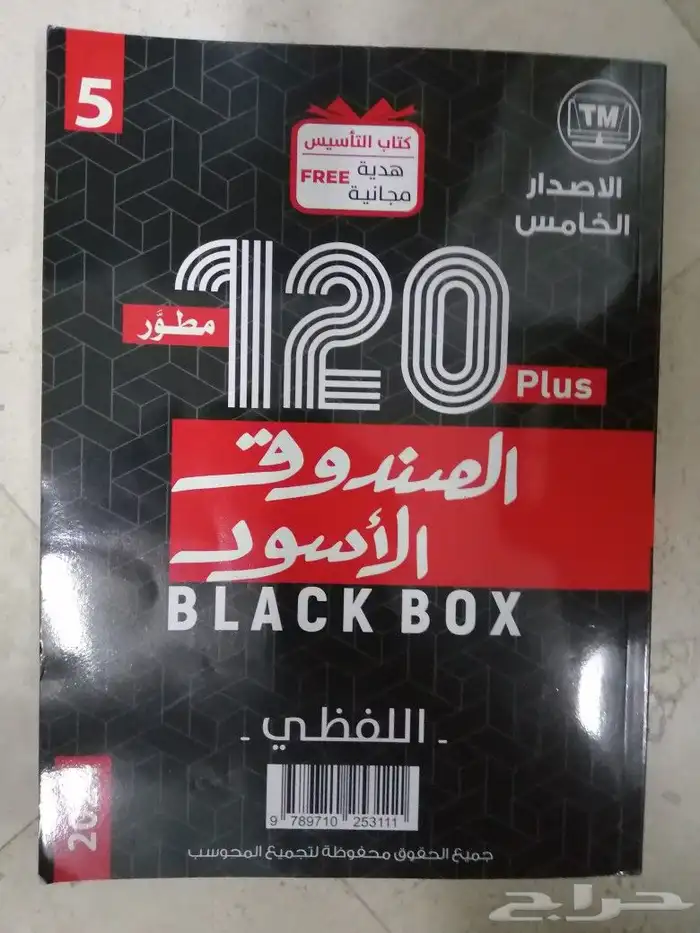 5
TM
الاصدار
الخامس
كتاب التأسيس
هدية
مجانية
FREE
120
مطوَّر
Plus
الصندوق
الأسود
BLACK BOX
- اللفظي -
9 789710 253111
جميع الحقوق محفوظة لتجميع المحوسب
حراج